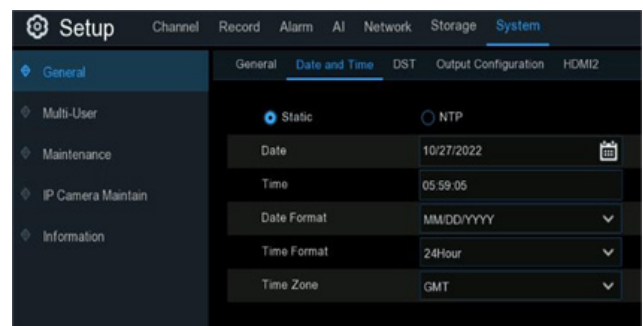 Setup Channel Record Alarm AI Network Storage System
General
Multi-User
Maintenance
IP Camera Maintain
Information
General Date and Time DST Output Configuration HDMI2
Static NTP
Date 10/27/2022
Time 05:59:05
Date Format MM/DD/YYYY
Time Format 24Hour
Time Zone GMT